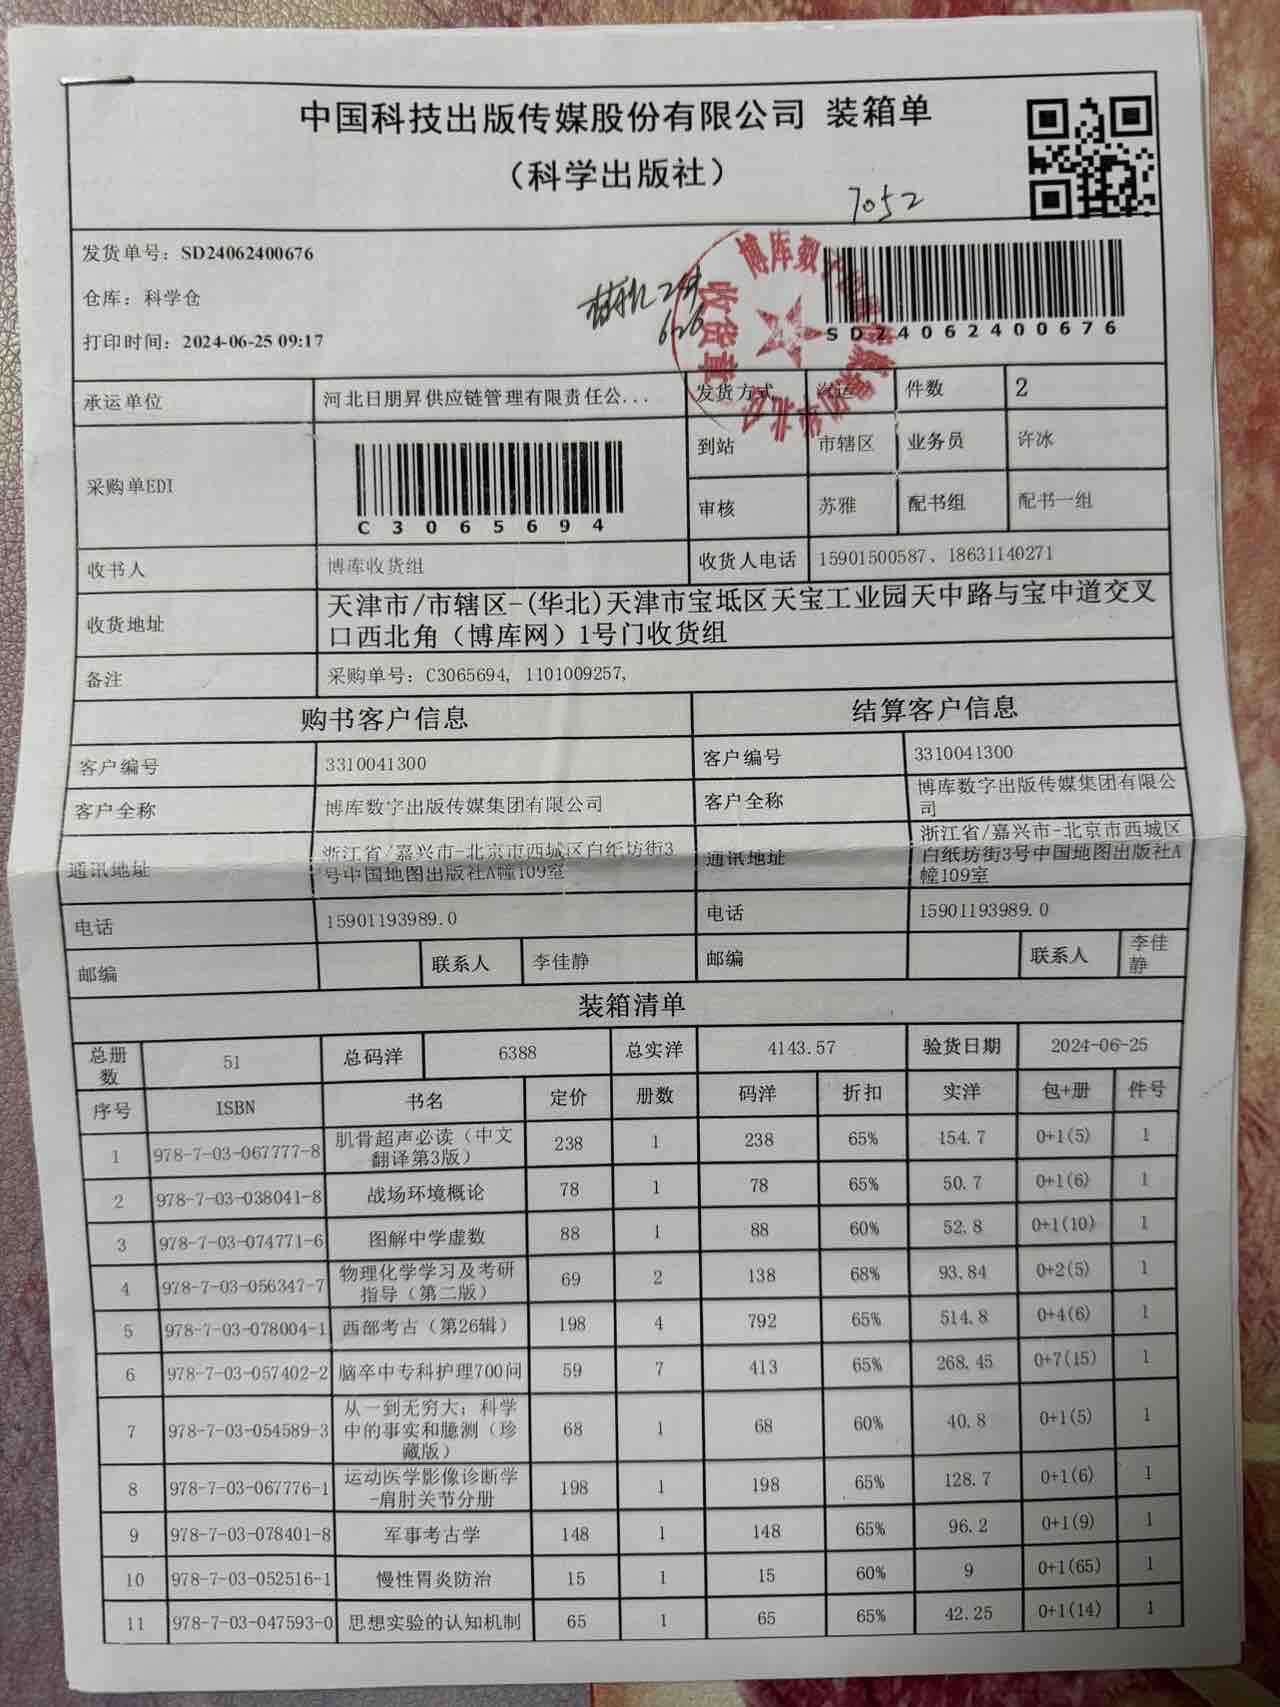 中国科技出版传媒股份有限公司 装箱单
（科学出版社）
7052
发货单号：SD24062400676
仓库：科学仓
打印时间：2024-06-25 09:17
博库数
收货章
SD24062400676
2件
6.26
承运单位 河北日朋昇供应链管理有限责任公... 发货方式 汽运 件数 2
采购单EDI C3065694 到站 市辖区 业务员 许冰
审核 苏雅 配书组 配书一组
收书人 博库收货组 收货人电话 15901500587、18631140271
收货地址 天津市/市辖区-(华北)天津市宝坻区天宝工业园天中路与宝中道交叉
口西北角（博库网）1号门收货组
备注 采购单号：C3065694, 1101009257,
购书客户信息 结算客户信息
客户编号 3310041300 客户编号 3310041300
客户全称 博库数字出版传媒集团有限公司 客户全称 博库数字出版传媒集团有限公
司
通讯地址 浙江省/嘉兴市-北京市西城区白纸坊街3
号中国地图出版社A幢109室
通讯地址 浙江省/嘉兴市-北京市西城区
白纸坊街3号中国地图出版社A
幢109室
电话 15901193989.0 电话 15901193989.0
邮编 联系人 李佳静 邮编 联系人 李佳
静
装箱清单
总册
数 51 总码洋 6388 总实洋 4143.57 验货日期 2024-06-25
序号 ISBN 书名 定价 册数 码洋 折扣 实洋 包+册 件号
1 978-7-03-067777-8 肌骨超声必读（中文
翻译第3版） 238 1 238 65% 154.7 0+1(5) 1
2 978-7-03-038041-8 战场环境概论 78 1 78 65% 50.7 0+1(6) 1
3 978-7-03-074771-6 图解中学虚数 88 1 88 60% 52.8 0+1(10) 1
4 978-7-03-056347-7 物理化学学习及考研
指导（第二版） 69 2 138 68% 93.84 0+2(5) 1
5 978-7-03-078004-1 西部考古（第26辑） 198 4 792 65% 514.8 0+4(6) 1
6 978-7-03-057402-2 脑卒中专科护理700问 59 7 413 65% 268.45 0+7(15) 1
7 978-7-03-054589-3 从一到无穷大：科学
中的事实和臆测（珍
藏版） 68 1 68 60% 40.8 0+1(5) 1
8 978-7-03-067776-1 运动医学影像诊断学
-肩肘关节分册 198 1 198 65% 128.7 0+1(6) 1
9 978-7-03-078401-8 军事考古学 148 1 148 65% 96.2 0+1(9) 1
10 978-7-03-052516-1 慢性胃炎防治 15 1 15 60% 9 0+1(65) 1
11 978-7-03-047593-0 思想实验的认知机制 65 1 65 65% 42.25 0+1(14) 1